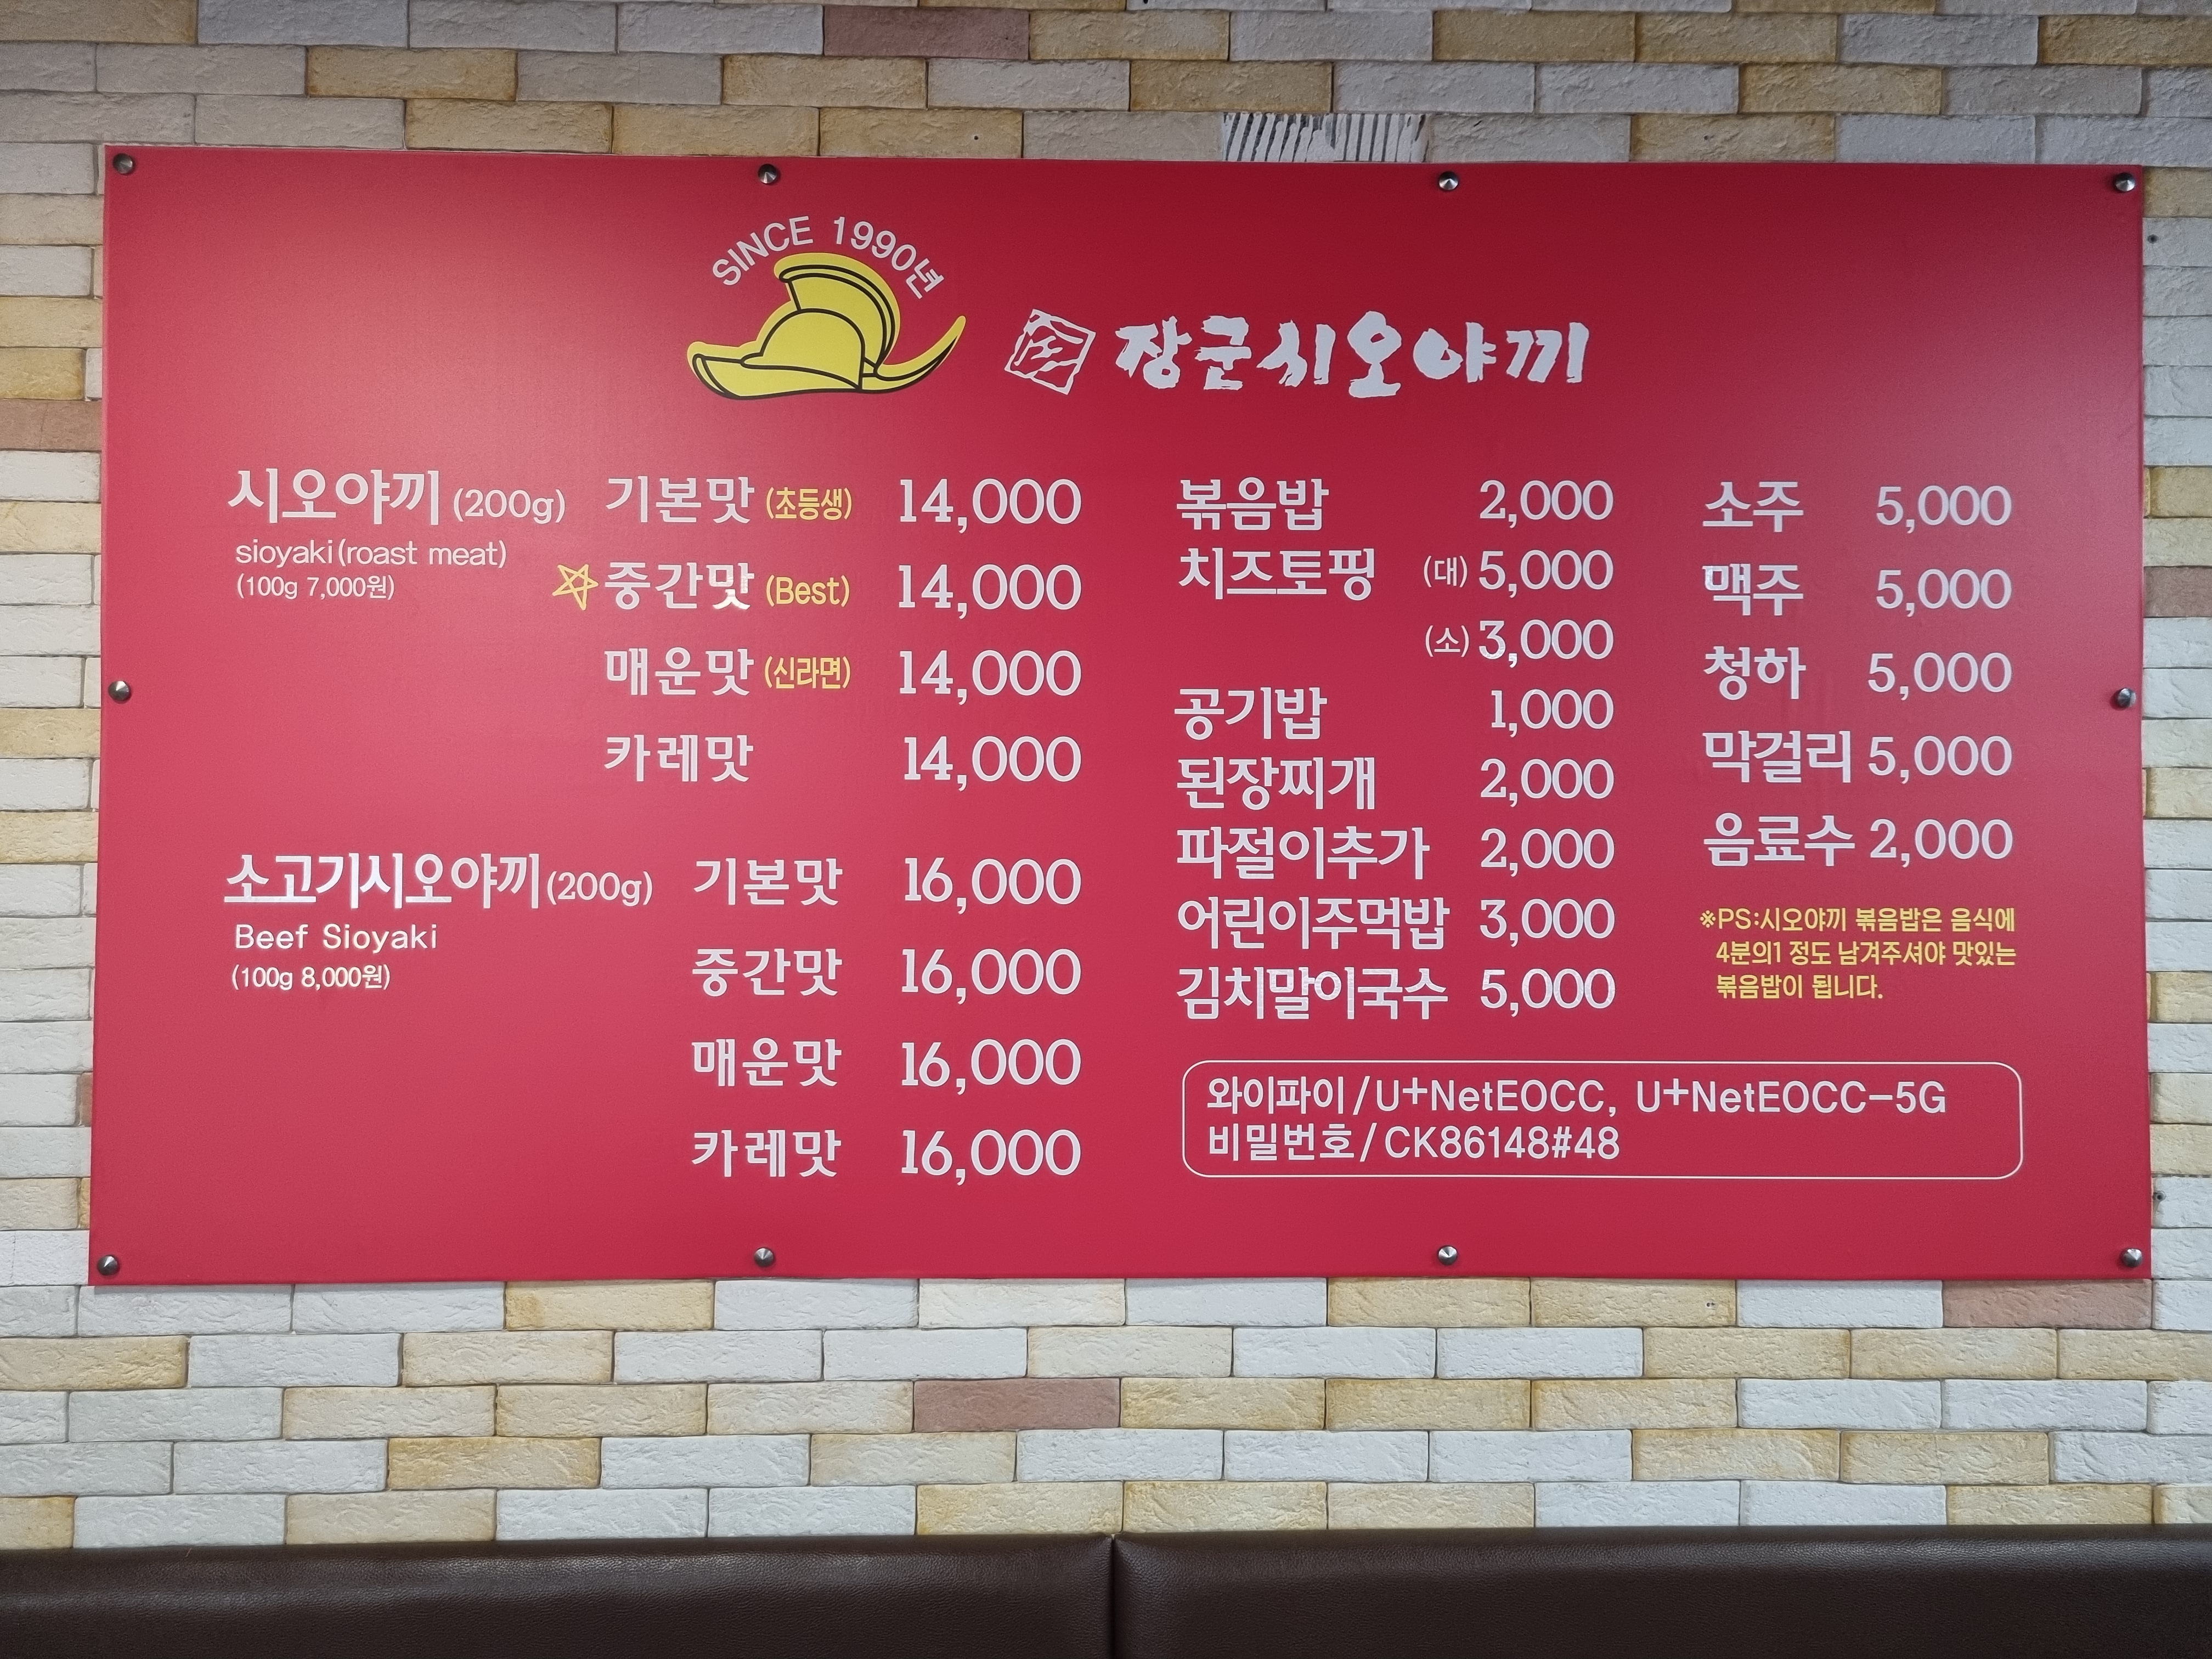 SINCE 1990년
장군시오야끼
시오야끼 (200g)
sioyaki(roast meat)
(100g 7,000원)
기본맛 (초등생) 14,000
중간맛 (Best) 14,000
매운맛 (신라면) 14,000
카레맛 14,000
소고기시오야끼(200g)
Beef Sioyaki
(100g 8,000원)
기본맛 16,000
중간맛 16,000
매운맛 16,000
카레맛 16,000
볶음밥 2,000
치즈토핑 (대) 5,000
(소) 3,000
공기밥 1,000
된장찌개 2,000
파절이추가 2,000
어린이주먹밥 3,000
김치말이국수 5,000
소주 5,000
맥주 5,000
청하 5,000
막걸리 5,000
음료수 2,000
※PS:시오야끼 볶음밥은 음식에
4분의1 정도 남겨주셔야 맛있는
볶음밥이 됩니다.
와이파이/U+NetEOCC, U+NetEOCC-5G
비밀번호/CK86148#48